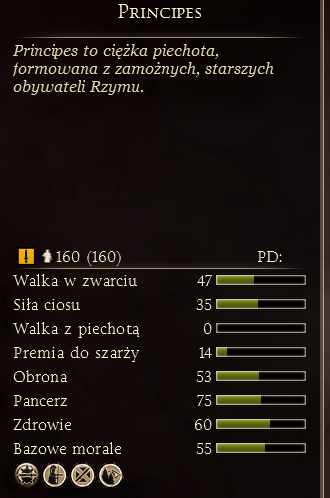 Principes
Principes to ciężka piechota,
formowana z zamożnych, starszych
obywateli Rzymu.
160 (160) PD:
Walka w zwarciu 47
Siła ciosu 35
Walka z piechotą 0
Premia do szarży 14
Obrona 53
Pancerz 75
Zdrowie 60
Bazowe morale 55